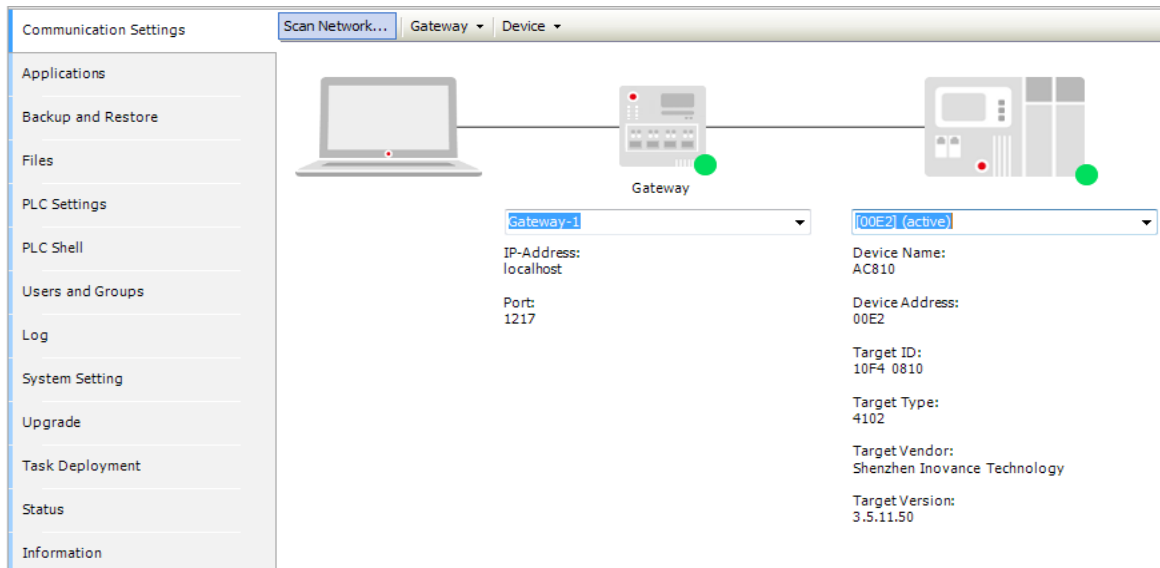 Communication Settings
Applications
Backup and Restore
Files
PLC Settings
PLC Shell
Users and Groups
Log
System Setting
Upgrade
Task Deployment
Status
Information
Scan Network... Gateway Device
Gateway
Gateway-1
IP-Address:
localhost
Port:
1217
[00E2] (active)
Device Name:
AC810
Device Address:
00E2
Target ID:
10F4 0810
Target Type:
4102
Target Vendor:
Shenzhen Inovance Technology
Target Version:
3.5.11.50